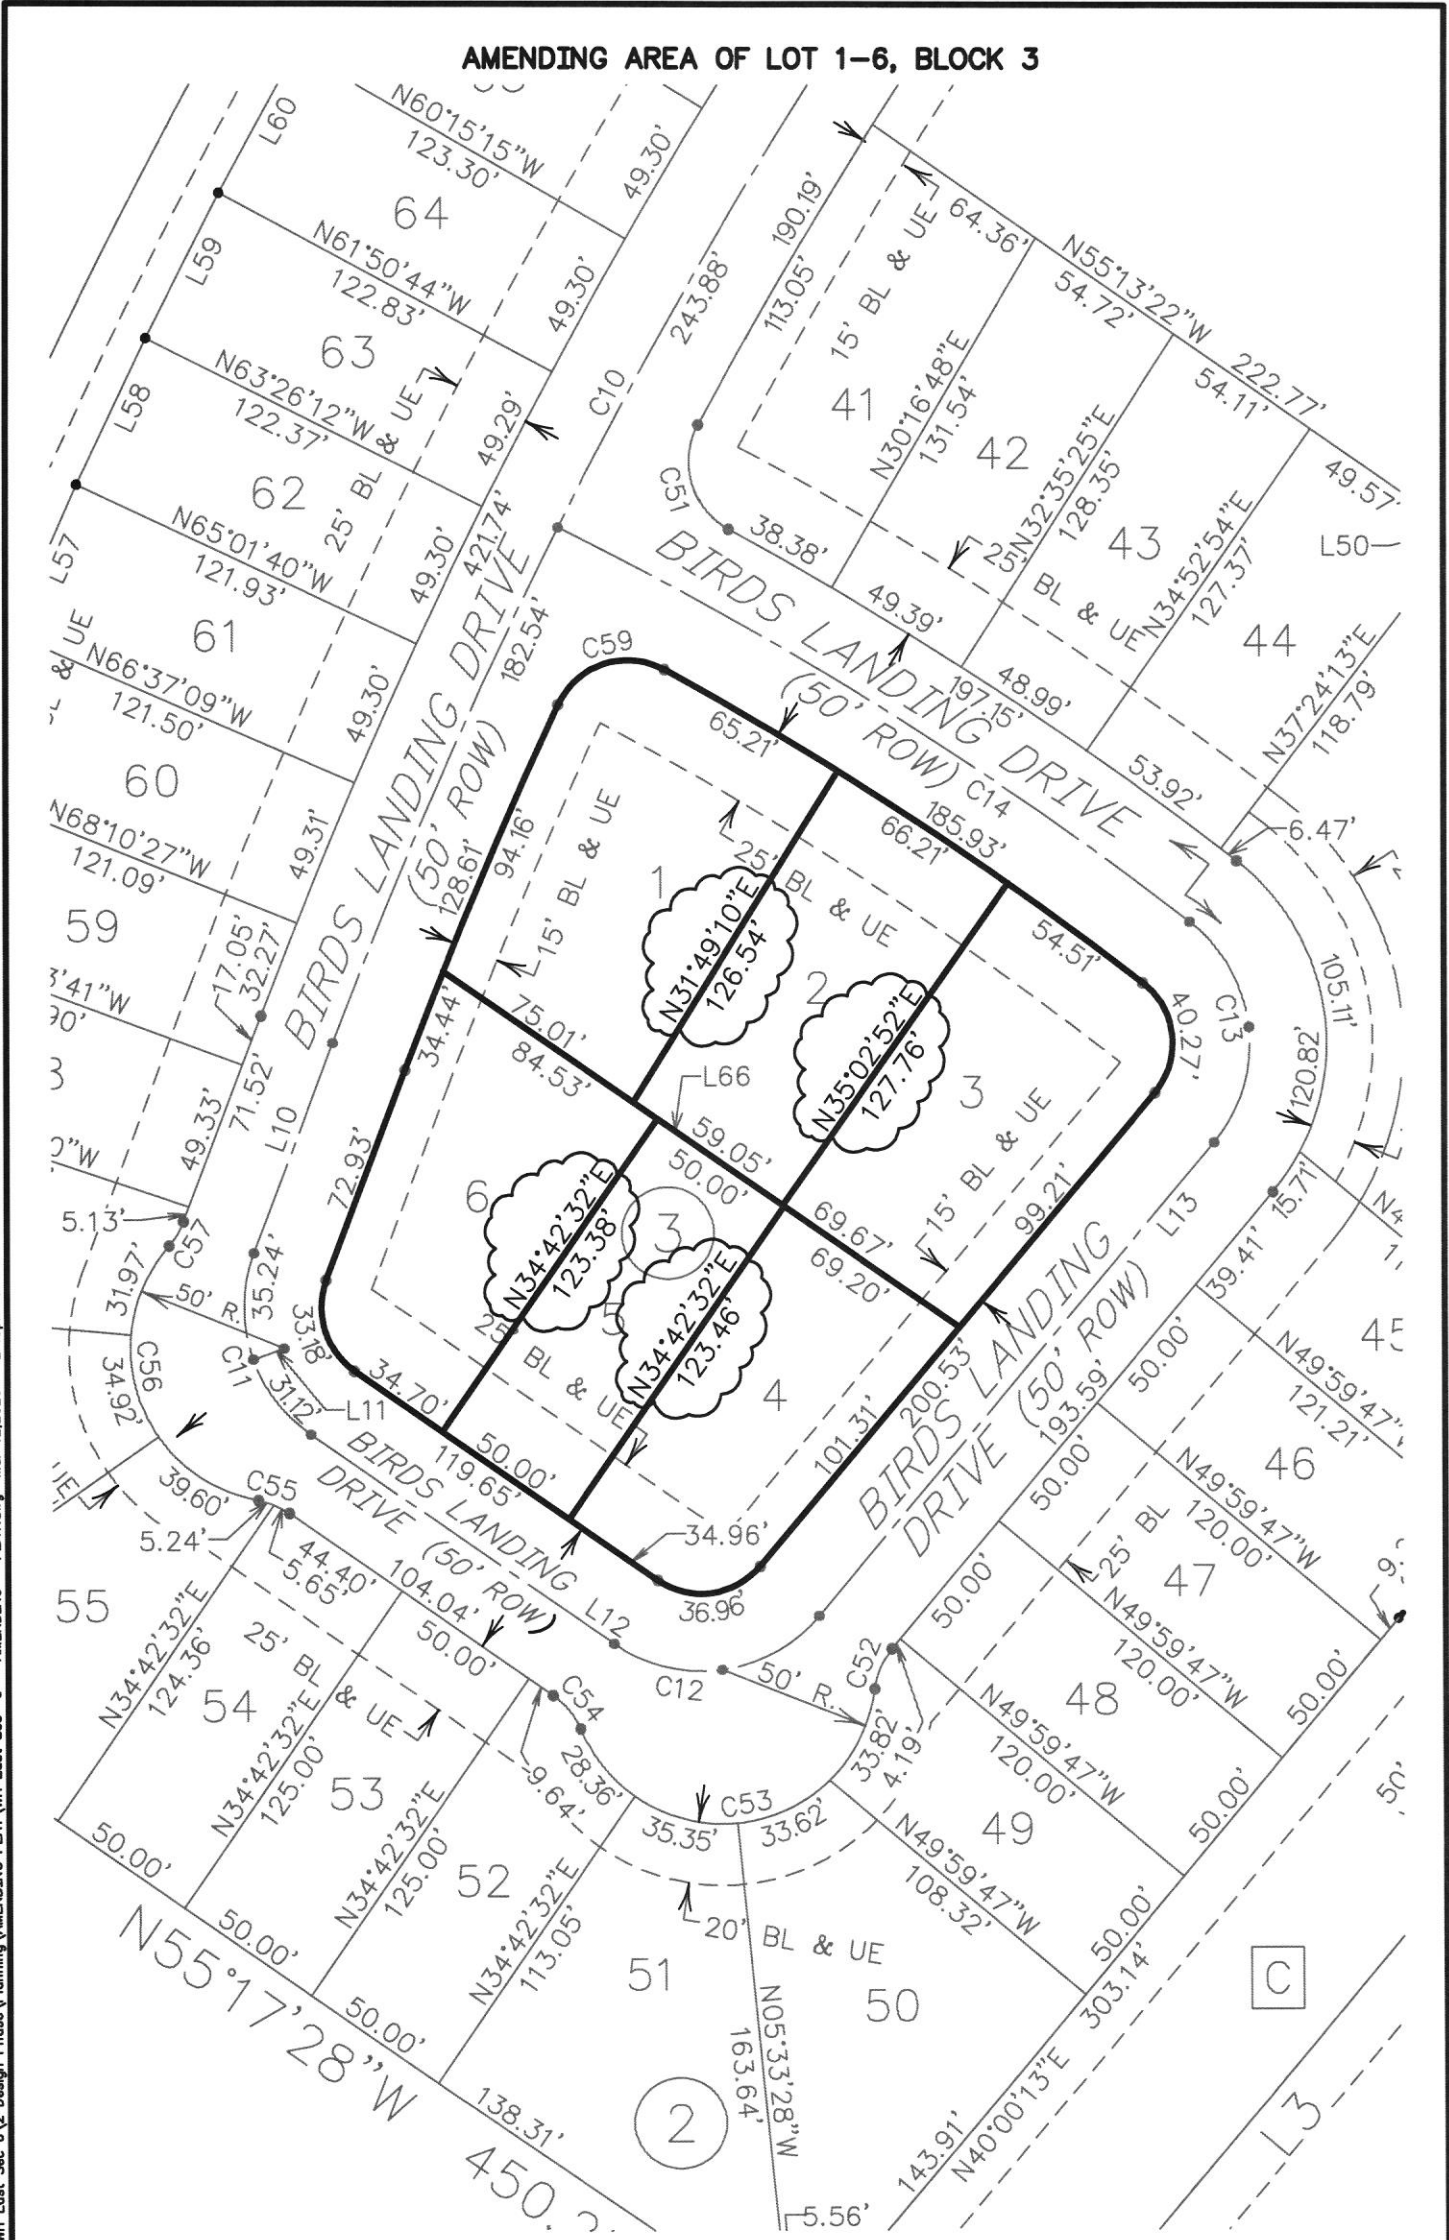 AMENDING AREA OF LOT 1-6, BLOCK 3
L60
N60°15'15"W
123.30'
49.30'
64
L59
N61°50'44"W
122.83'
49.30'
63
L58
N63°26'12"W
122.37'
49.29'
25' BL & UE
62
L57
N65°01'40"W
121.93'
49.30'
421.74'
61
N66°37'09"W
121.50'
49.30'
& UE
60
N68°10'27"W
121.09'
49.31'
59
17.05'
32.27'
3'41"W
90'
71.52'
49.33'
0"W
5.13'
C57
31.97'
50' R.
C56
34.92'
39.60'
C55
5.24'
5.65'
243.88'
C10
190.19'
113.05'
15' BL & UE
64.36'
N55°13'22"W
222.77'
54.72'
54.11'
49.57'
41
N30°16'48"E
131.54'
42
N32°35'25"E
128.35'
43
N34°52'54"E
127.37'
44
L50
N37°24'13"E
118.79'
C51
38.38'
49.39'
48.99'
197.15'
53.92'
6.47'
25' BL & UE
BIRDS LANDING DRIVE
(50' ROW)
C14
BIRDS LANDING DRIVE
(50' ROW)
182.54'
C59
65.21'
185.93'
66.21'
54.51'
40.27'
C13
105.11'
120.82'
128.61'
94.16'
15' BL & UE
1
25' BL & UE
N31°49'10"E
126.54'
2
N35°02'52"E
127.76'
3
15' BL & UE
99.21'
L13
15.71'
39.41'
34.44'
75.01'
84.53'
L66
59.05'
50.00'
69.67'
69.20'
L10
72.93'
6
N34°42'32"E
123.38'
3
5
N34°42'32"E
123.46'
4
25' BL & UE
101.31'
200.53'
BIRDS LANDING
DRIVE (50' ROW)
193.59'
35.24'
33.18'
C11
31.12'
L11
34.70'
50.00'
119.65'
34.96'
36.96'
BIRDS LANDING
DRIVE (50' ROW)
L12
C12
50' R.
C52
33.82'
4.19'
44.40'
104.04'
50.00'
C54
9.64'
28.36'
35.35'
C53
33.62'
20' BL & UE
55
N34°42'32"E
124.36'
25' BL & UE
54
N34°42'32"E
125.00'
53
N34°42'32"E
125.00'
52
N34°42'32"E
113.05'
51
N05°33'28"W
163.64'
50
50.00'
50.00'
50.00'
N55°17'28"W
138.31'
2
5.56'
143.91'
N40°00'13"E
303.14'
45
50.00'
N49°59'47"W
121.21'
46
50.00'
N49°59'47"W
120.00'
25' BL
47
50.00'
N49°59'47"W
120.00'
48
N49°59'47"W
120.00'
49
N49°59'47"W
108.32'
50.00'
50.00'
50.00'
50'
C
L3